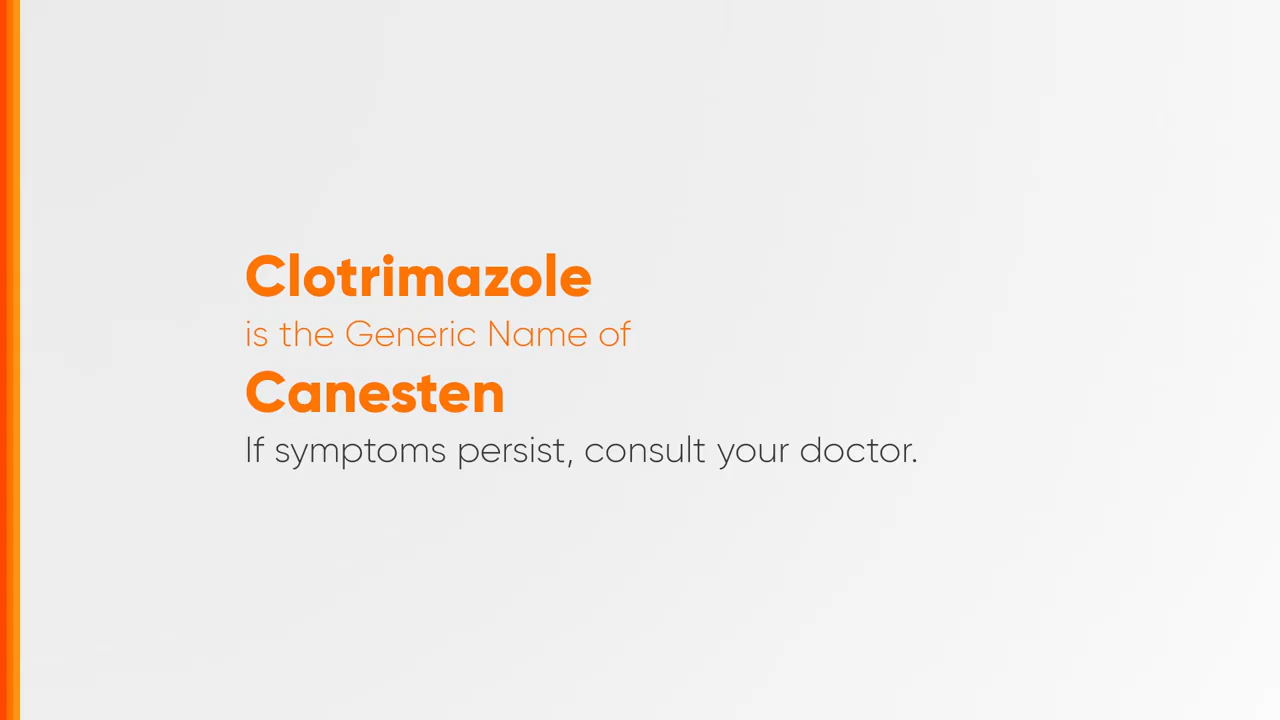 Clotrimazole
is the Generic Name of
Canesten
If symptoms persist, consult your doctor.